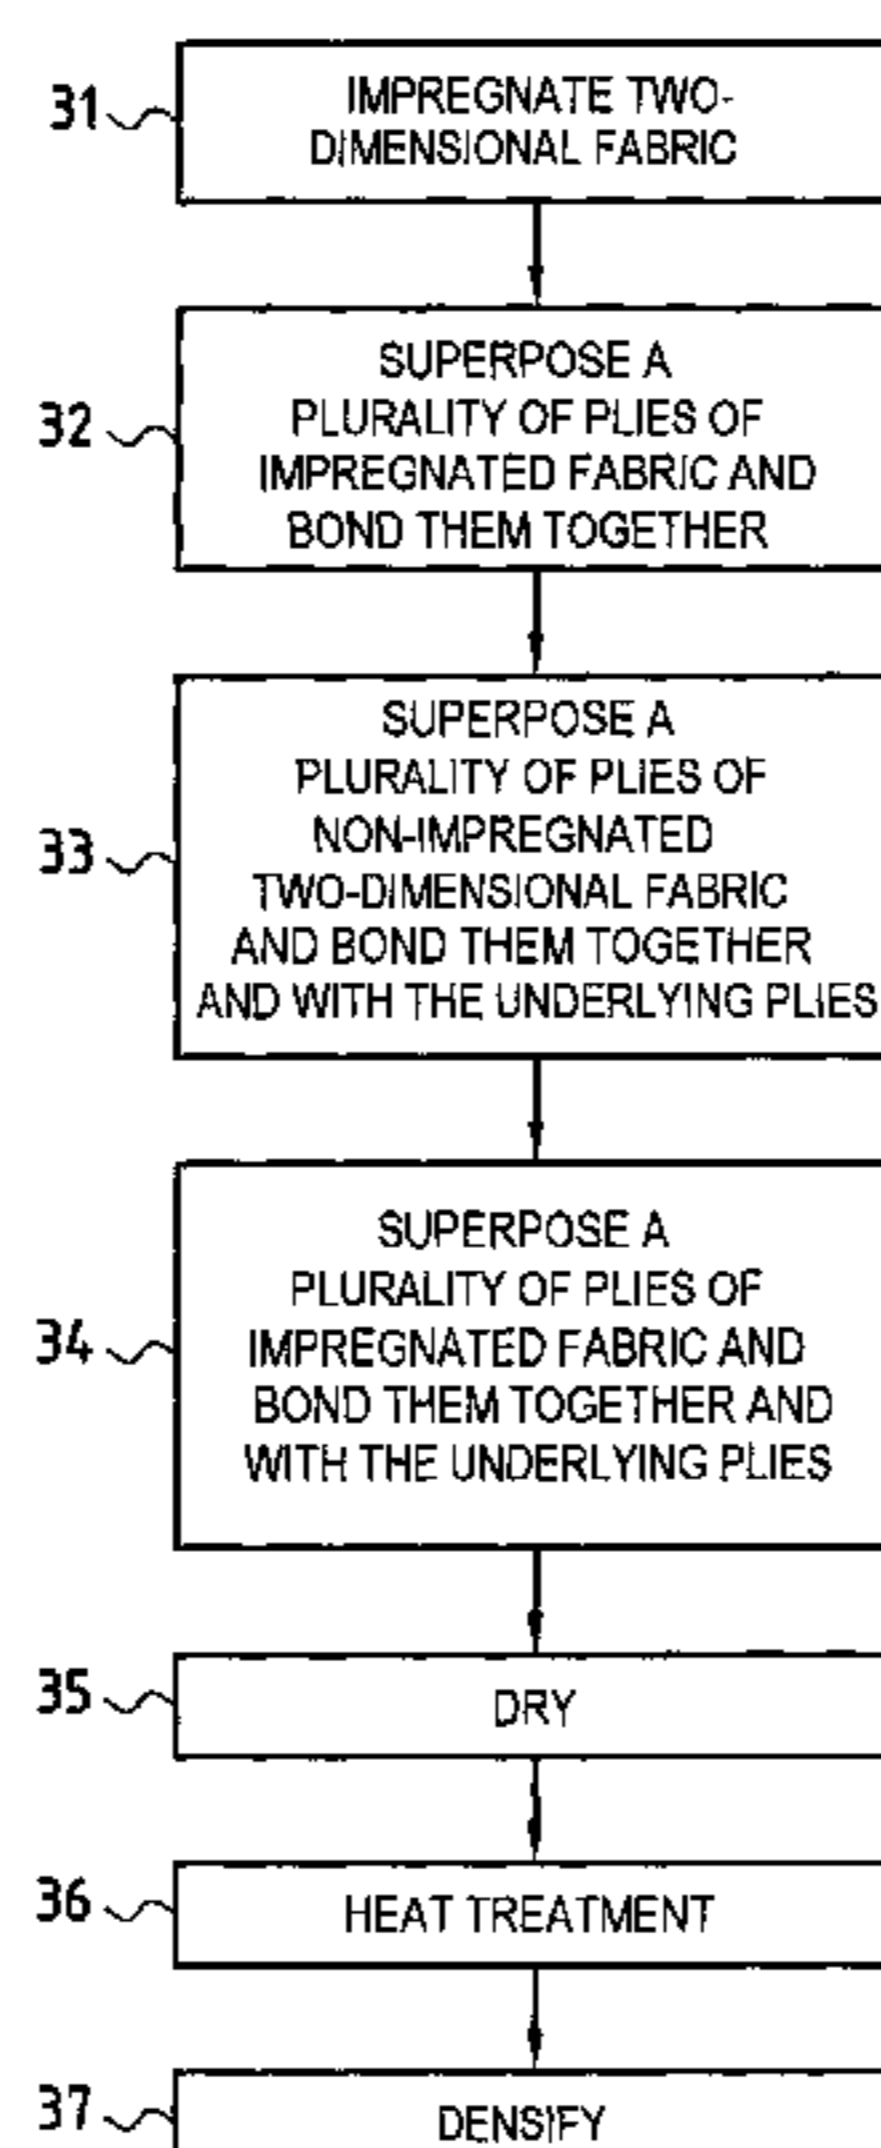 31
IMPREGNATE TWO-
DIMENSIONAL FABRIC
32
SUPERPOSE A
PLURALITY OF PLIES OF
IMPREGNATED FABRIC AND
BOND THEM TOGETHER
33
SUPERPOSE A
PLURALITY OF PLIES OF
NON-IMPREGNATED
TWO-DIMENSIONAL FABRIC
AND BOND THEM TOGETHER
AND WITH THE UNDERLYING PLIES
34
SUPERPOSE A
PLURALITY OF PLIES OF
IMPREGNATED FABRIC AND
BOND THEM TOGETHER AND
WITH THE UNDERLYING PLIES
35
DRY
36
HEAT TREATMENT
37
DENSIFY